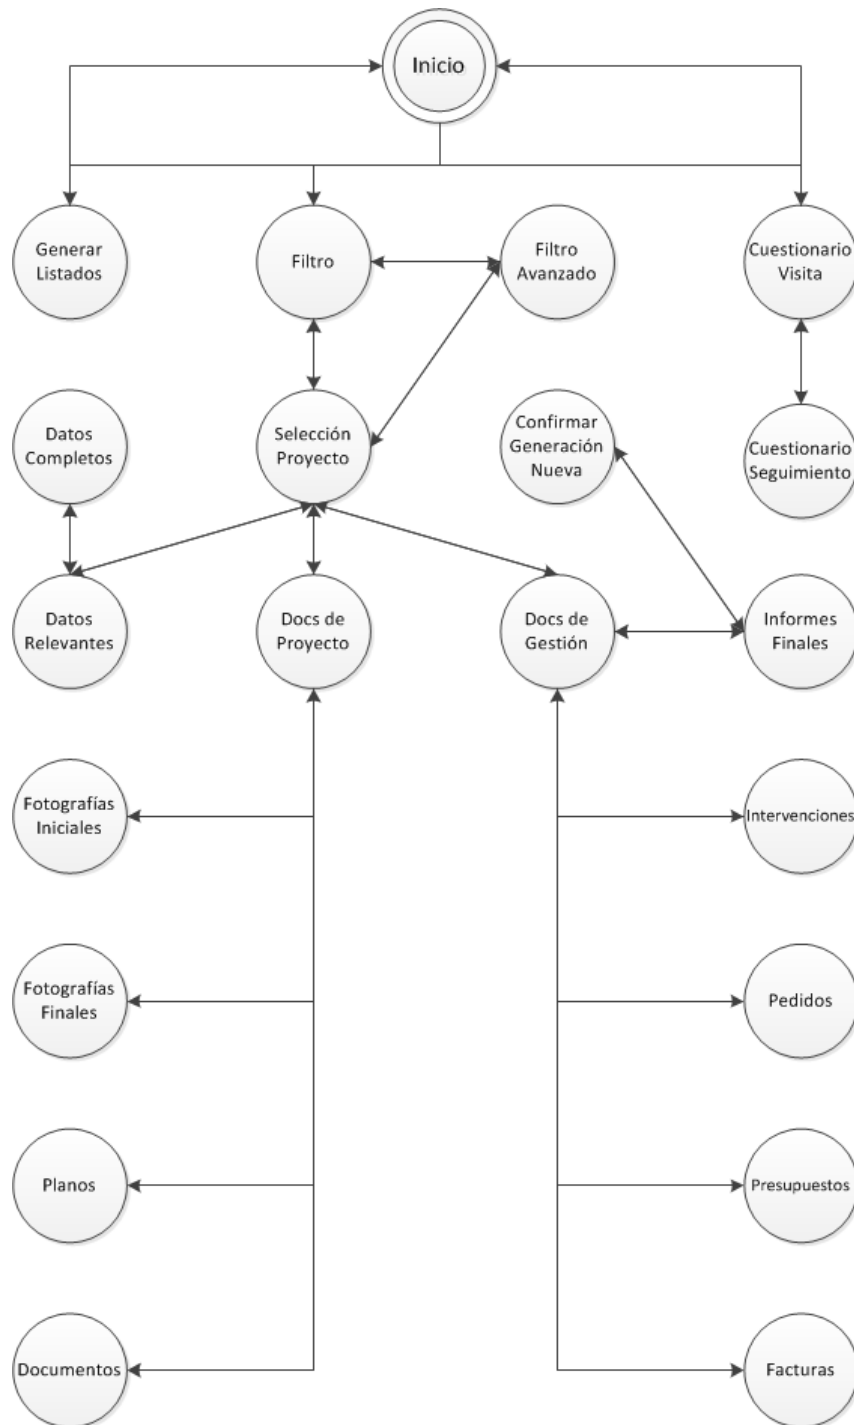 Inicio
Generar
Listados
Filtro
Filtro
Avanzado
Cuestionario
Visita
Datos
Completos
Selección
Proyecto
Confirmar
Generación
Nueva
Cuestionario
Seguimiento
Datos
Relevantes
Docs de
Proyecto
Docs de
Gestión
Informes
Finales
Fotografías
Iniciales
Intervenciones
Fotografías
Finales
Pedidos
Planos
Presupuestos
Documentos
Facturas